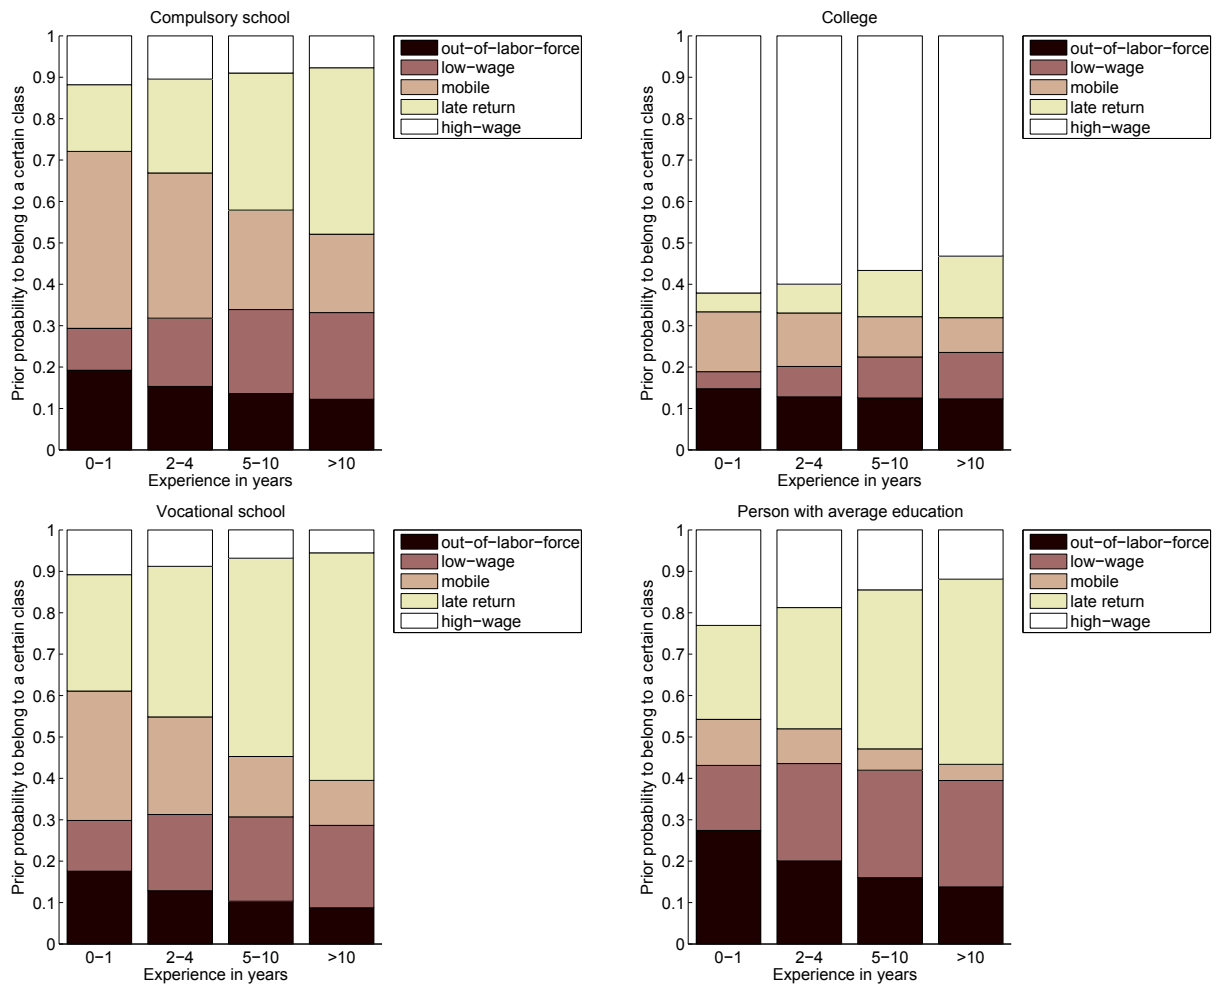 Compulsory school
1
0.9
0.8
0.7
0.6
0.5
0.4
0.3
0.2
0.1
0
Prior probability to belong to a certain class
0−1 2−4 5−10 >10
Experience in years
out−of−labor−force
low−wage
mobile
late return
high−wage
College
1
0.9
0.8
0.7
0.6
0.5
0.4
0.3
0.2
0.1
0
Prior probability to belong to a certain class
0−1 2−4 5−10 >10
Experience in years
out−of−labor−force
low−wage
mobile
late return
high−wage
Vocational school
1
0.9
0.8
0.7
0.6
0.5
0.4
0.3
0.2
0.1
0
Prior probability to belong to a certain class
0−1 2−4 5−10 >10
Experience in years
out−of−labor−force
low−wage
mobile
late return
high−wage
Person with average education
1
0.9
0.8
0.7
0.6
0.5
0.4
0.3
0.2
0.1
0
Prior probability to belong to a certain class
0−1 2−4 5−10 >10
Experience in years
out−of−labor−force
low−wage
mobile
late return
high−wage